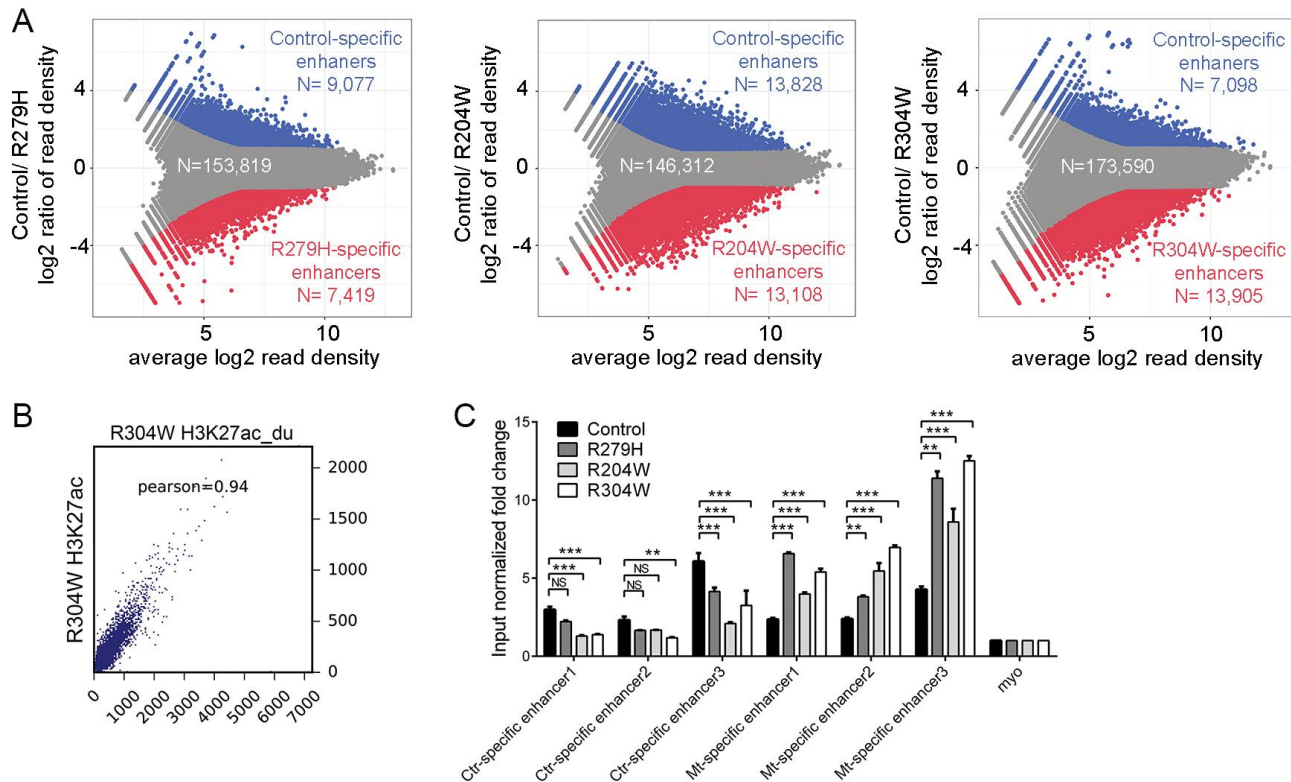 A
Control/ R279H
log2 ratio of read density
4
0
-4
Control-specific
enhaners
N= 9,077
N=153,819
R279H-specific
enhancers
N= 7,419
5
10
average log2 read density
Control/ R204W
log2 ratio of read density
4
0
-4
Control-specific
enhaners
N= 13,828
N=146,312
R204W-specific
enhancers
N= 13,108
5
10
average log2 read density
Control/ R304W
log2 ratio of read density
4
0
-4
Control-specific
enhaners
N= 7,098
N=173,590
R304W-specific
enhancers
N= 13,905
5
10
average log2 read density
B
R304W H3K27ac_du
R304W H3K27ac
pearson=0.94
2000
1500
1000
500
0
0
1000
2000
3000
4000
5000
6000
7000
C
Input normalized fold change
15
10
5
0
Control
R279H
R204W
R304W
***
***
NS
**
NS
NS
***
***
***
***
***
***
***
***
**
***
***
**
Ctr-specific enhancer1
Ctr-specific enhancer2
Ctr-specific enhancer3
Mt-specific enhancer1
Mt-specific enhancer2
Mt-specific enhancer3
myo